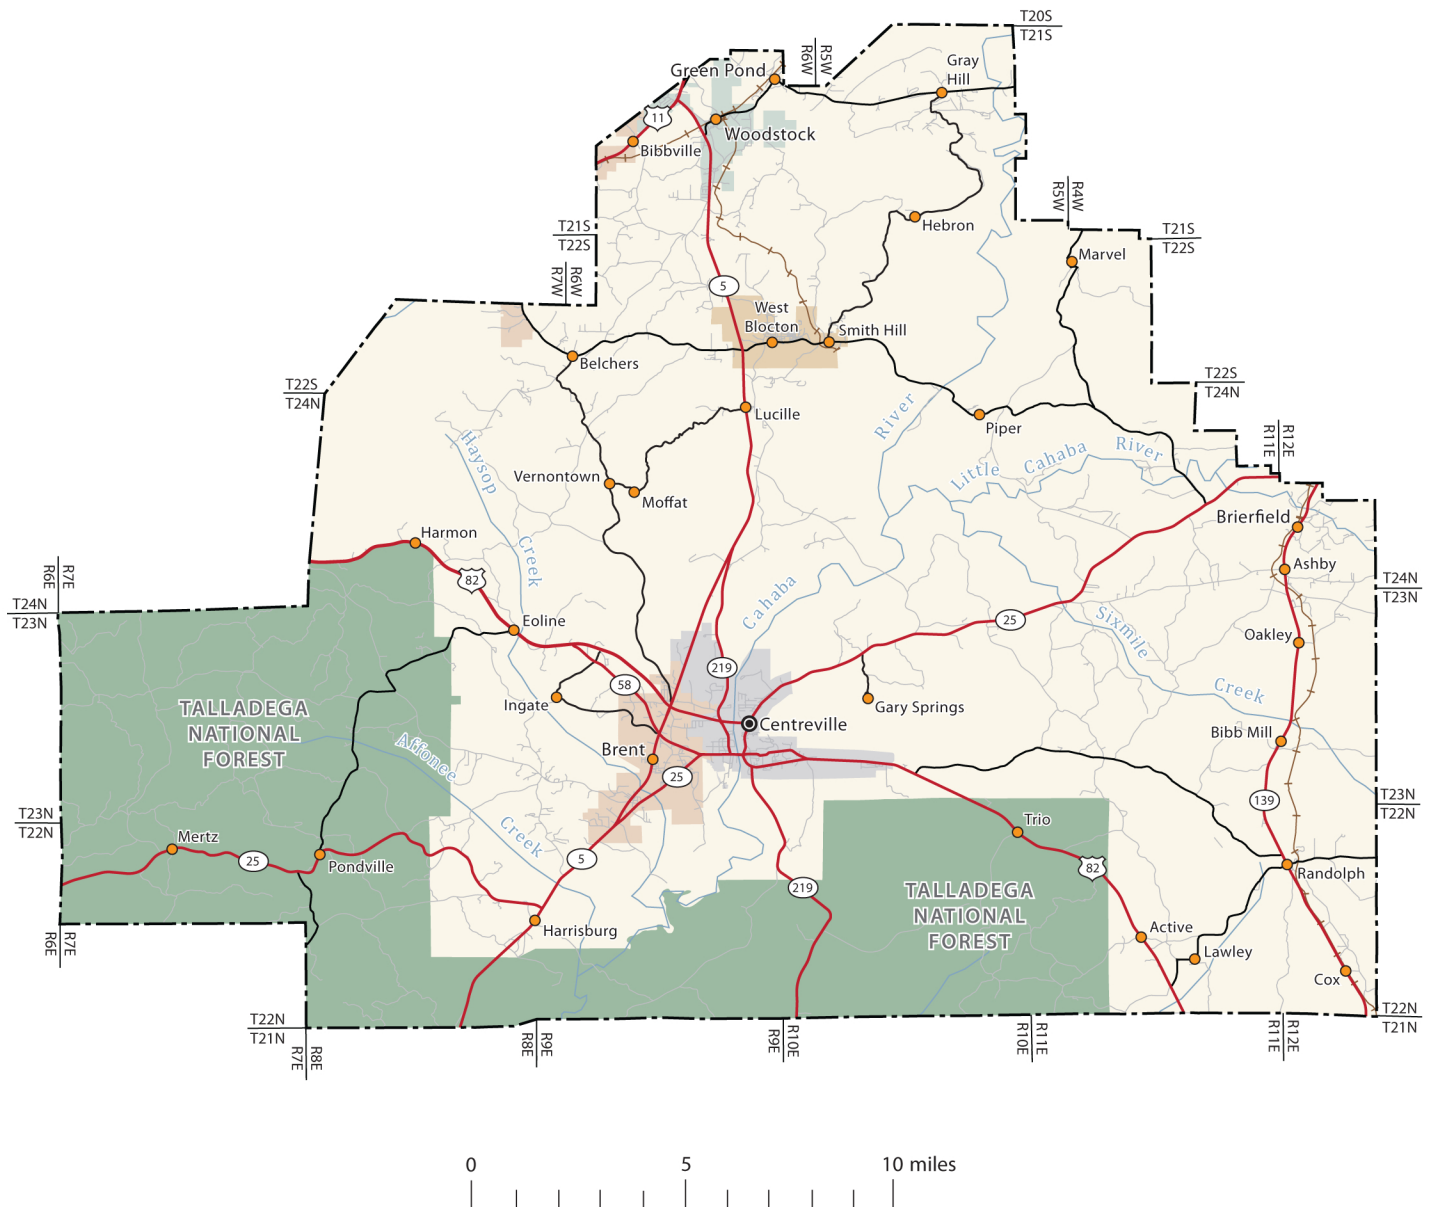 T20S
T21S
R5W
R6W
Gray
Hill
Green Pond
11
Woodstock
Bibbville
R4W
R5W
T21S
T22S
Hebron
T21S
T22S
Marvel
R6W
R7W
5
West
Blocton
Smith Hill
Belchers
T22S
T24N
T22S
T24N
Lucille
River
Piper
R12E
R11E
Haysop
Little Cahaba River
Vernontown
Moffat
Brierfield
Harmon
Creek
R7E
R6E
82
Ashby
T24N
T23N
T24N
T23N
Cahaba
Eoline
25
Sixmile
Oakley
219
58
Creek
TALLADEGA
NATIONAL
FOREST
Ingate
Gary Springs
Centreville
Bibb Mill
Affonee
Brent
25
139
T23N
T22N
T23N
T22N
Creek
Trio
Mertz
25
Pondville
5
82
Randolph
219
TALLADEGA
NATIONAL
FOREST
Harrisburg
Active
Lawley
R7E
R6E
Cox
T22N
T21N
T22N
T21N
R8E
R7E
R9E
R8E
R10E
R9E
R11E
R10E
R12E
R11E
0 5 10 miles